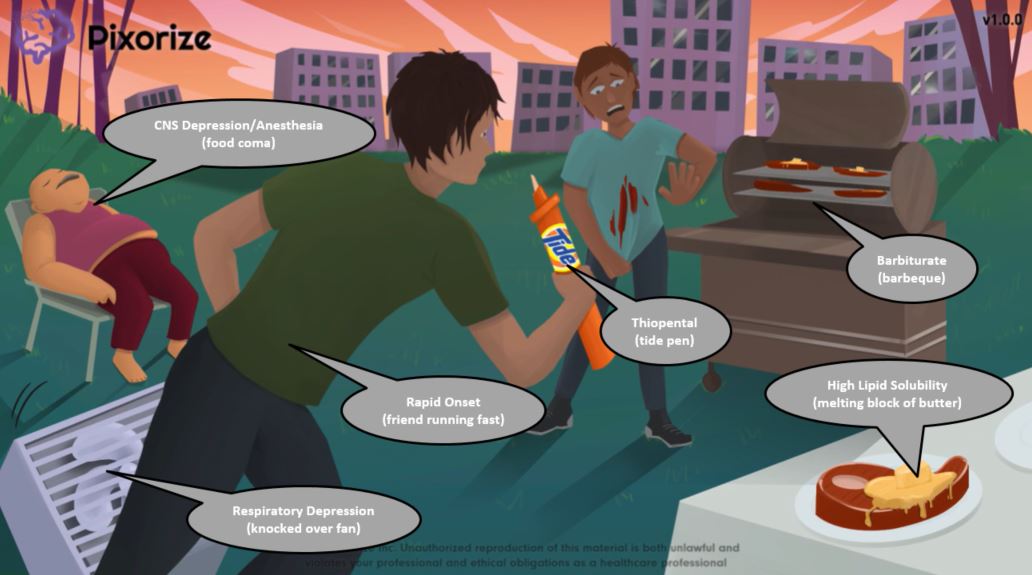 Pixorize
v1.0.0
CNS Depression/Anesthesia
(food coma)
Tide
Barbiturate
(barbeque)
Thiopental
(tide pen)
High Lipid Solubility
(melting block of butter)
Rapid Onset
(friend running fast)
Respiratory Depression
(knocked over fan)
Inc. Unauthorized reproduction of this material is both unlawful and
violates your professional and ethical obligations as a healthcare professional